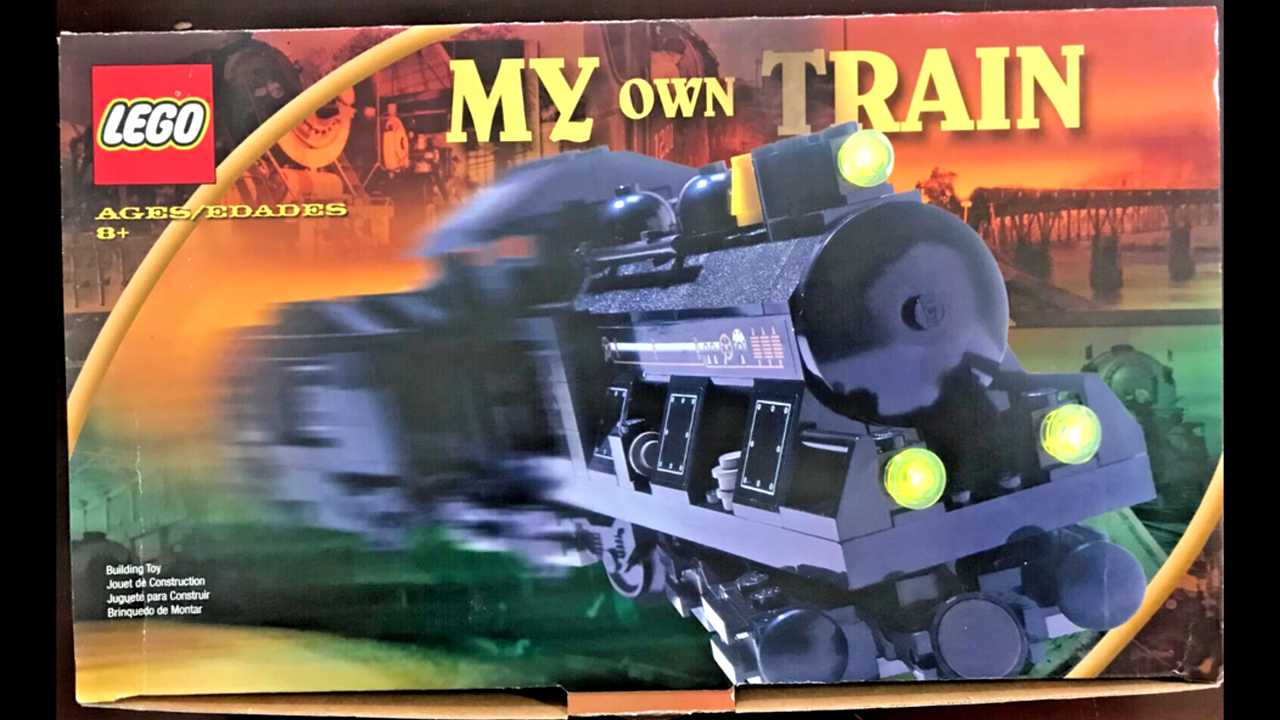 LEGO
MY OWN TRAIN
AGES/EDADES
8+
Building Toy
Jouet de Construction
Juguete para Construir
Brinquedo de Montar